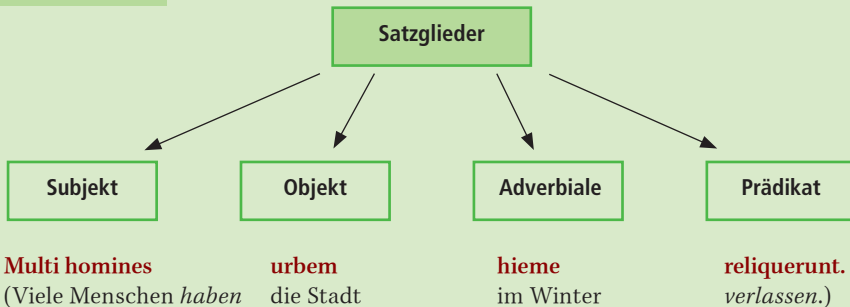 Satzglieder
Subjekt Objekt Adverbiale Prädikat
Multi homines urbem hieme reliquerunt.
(Viele Menschen haben die Stadt im Winter verlassen.)